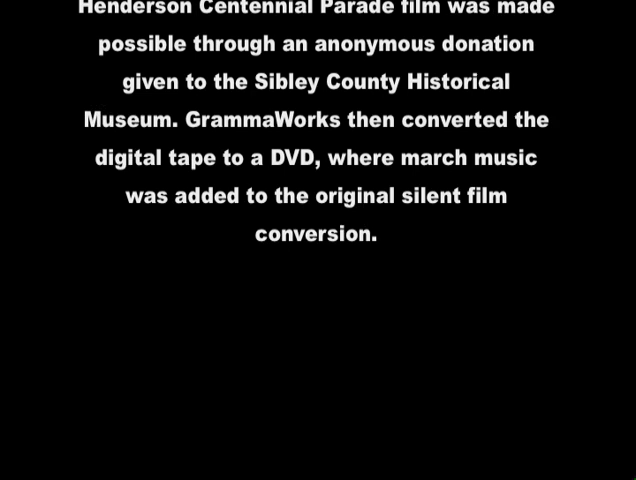 Henderson Centennial Parade film was made
possible through an anonymous donation
given to the Sibley County Historical
Museum. GrammaWorks then converted the
digital tape to a DVD, where march music
was added to the original silent film
conversion.